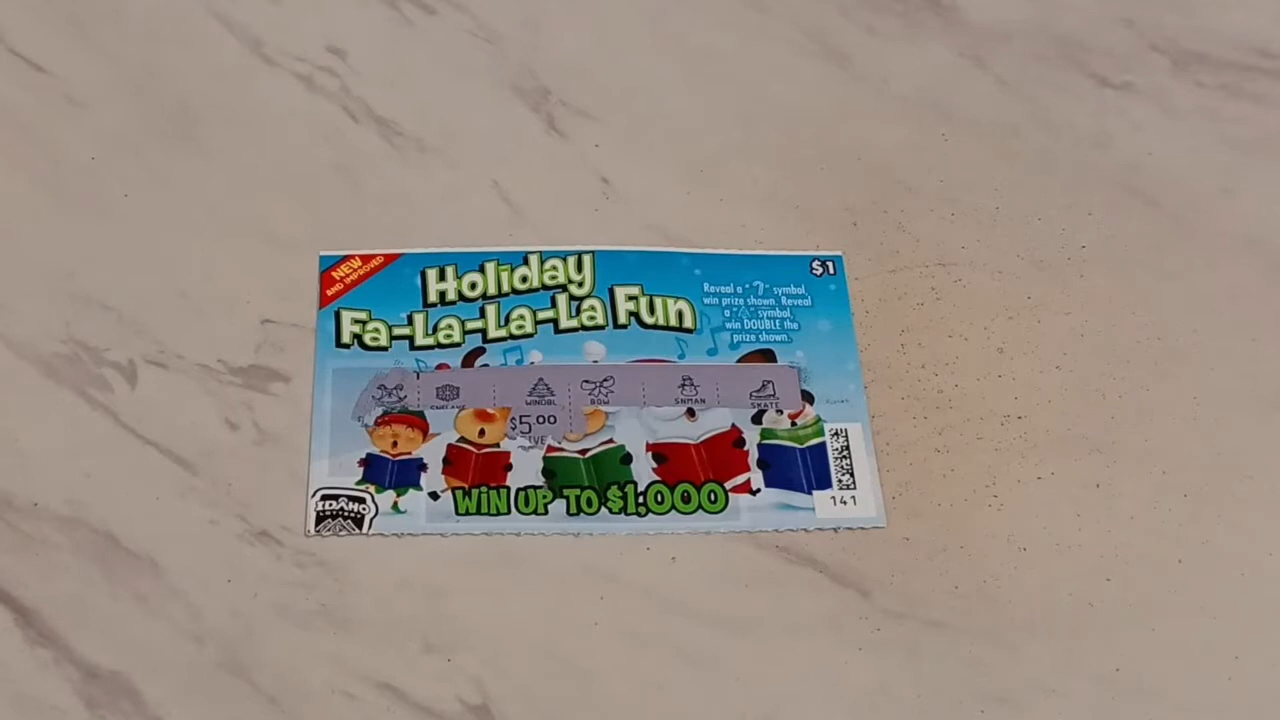 NEW
AND IMPROVED
Holiday
Fa-La-La-La Fun
$1
Reveal a " " symbol,
win prize shown. Reveal
a " " symbol,
win DOUBLE the
prize shown.
WINDBL
BOW
SNMAN
SKATE
$5.00
WIN UP TO $1,000
IDAHO
LOTTERY
141